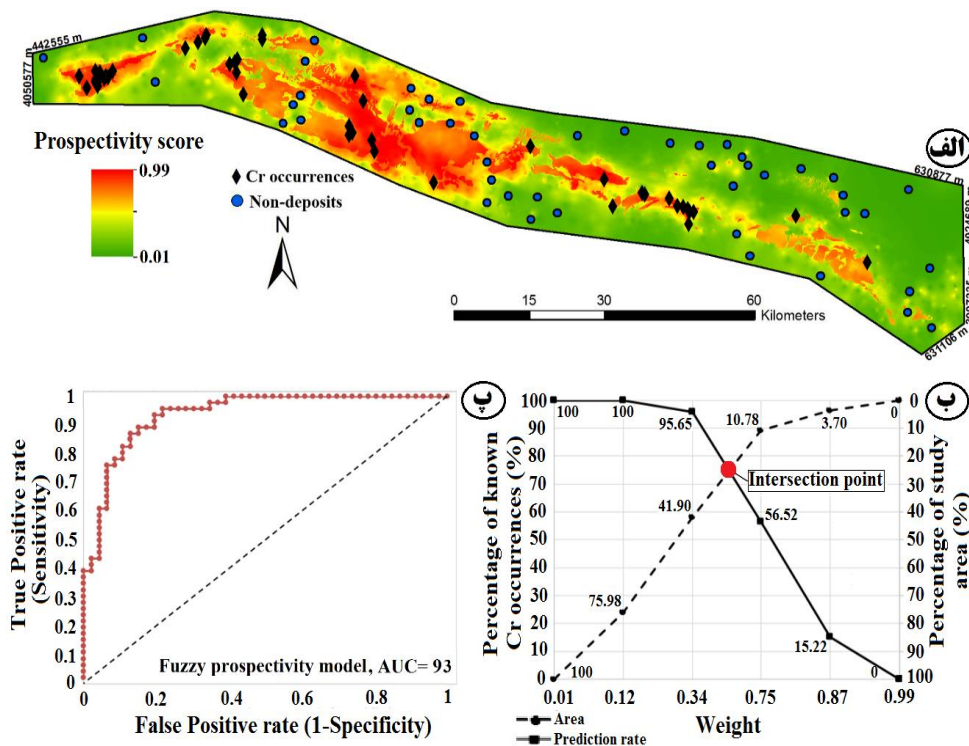 442555 m
4050577 m
الف
630877 m
631106 m
Prospectivity score
0.99
0.01
Cr occurrences
Non-deposits
N
0 15 30 60
Kilometers
پ
True Positive rate
(Sensitivity)
1
0.9
0.8
0.7
0.6
0.5
0.4
0.3
0.2
0.1
0
0 0.2 0.4 0.6 0.8 1
Fuzzy prospectivity model, AUC= 93
False Positive rate (1-Specificity)
ب
Percentage of known
Cr occurrences (%)
100
90
80
70
60
50
40
30
20
10
0
100 100 95.65 10.78 3.70 0
Intersection point
41.90 56.52
75.98
15.22
100 0
Percentage of study
area (%)
0
10
20
30
40
50
60
70
80
90
100
0.01 0.12 0.34 0.75 0.87 0.99
Weight
Area
Prediction rate